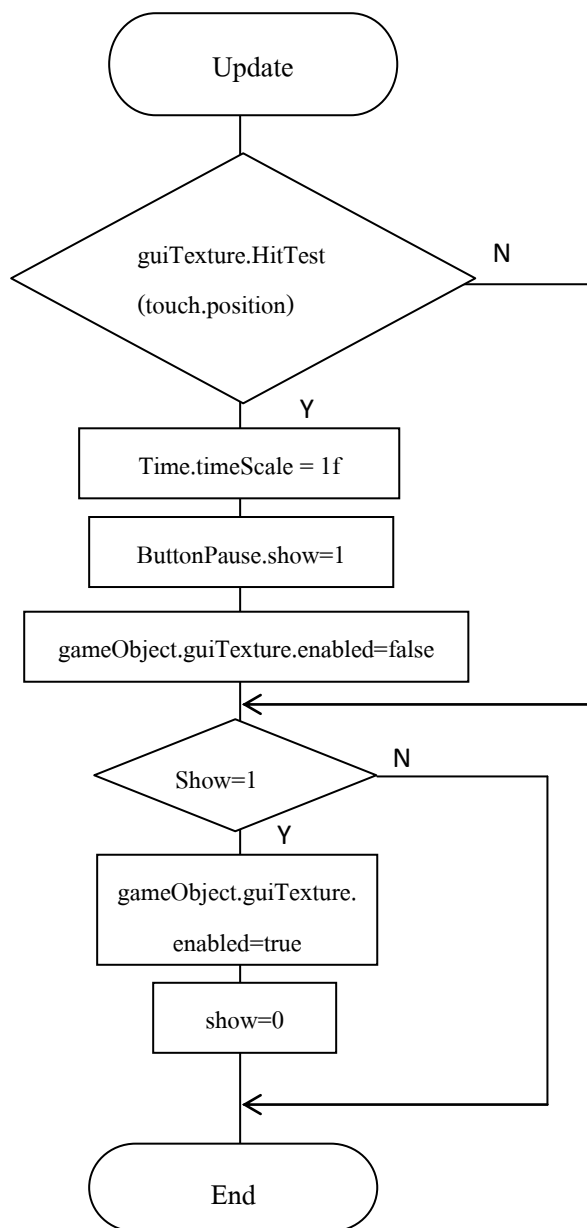 Update
guiTexture.HitTest
(touch.position)
N
Y
Time.timeScale = 1f
ButtonPause.show=1
gameObject.guiTexture.enabled=false
Show=1
N
Y
gameObject.guiTexture.
enabled=true
show=0
End